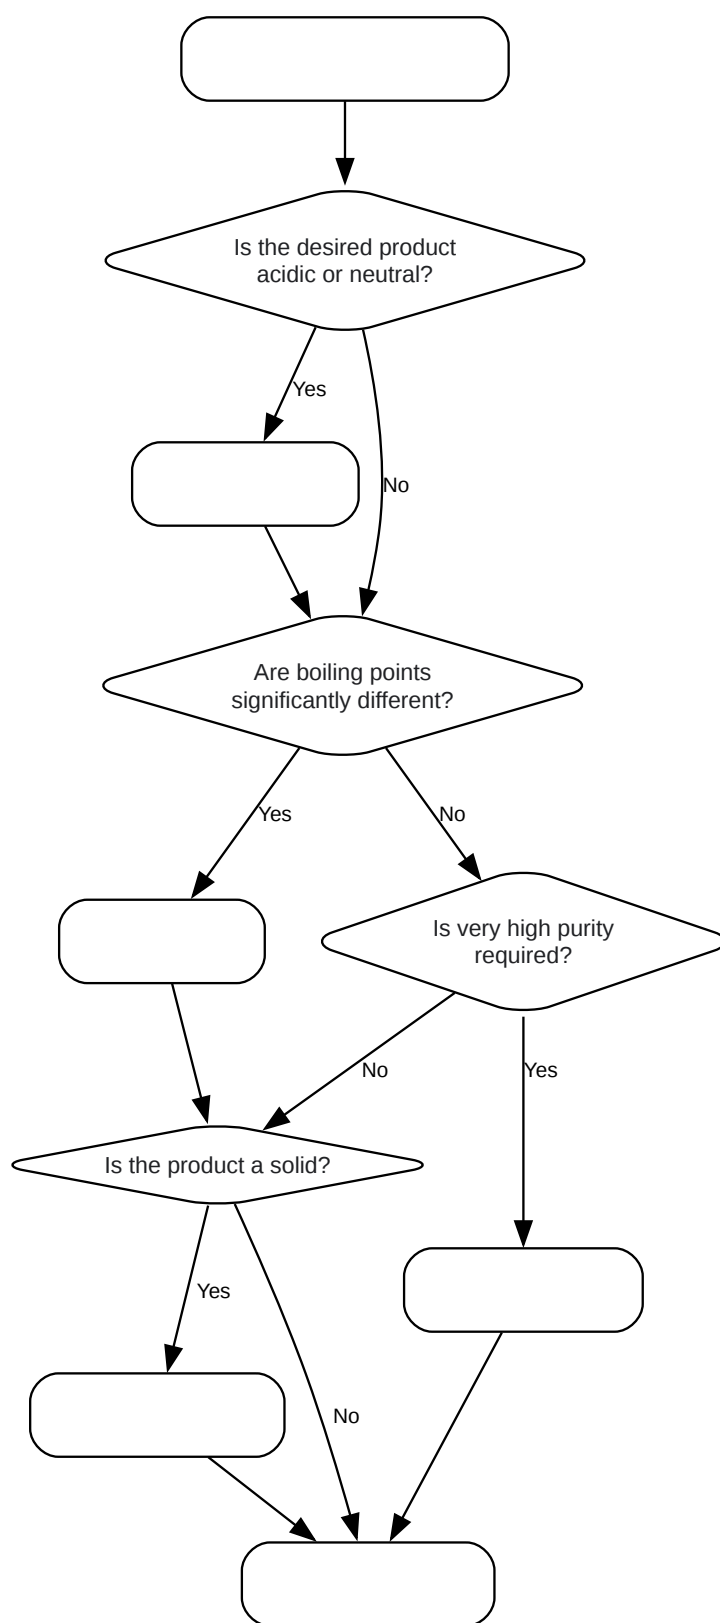 Is the desired product
acidic or neutral?
Yes
No
Are boiling points
significantly different?
Yes
No
Is very high purity
required?
No
Yes
Is the product a solid?
Yes
No